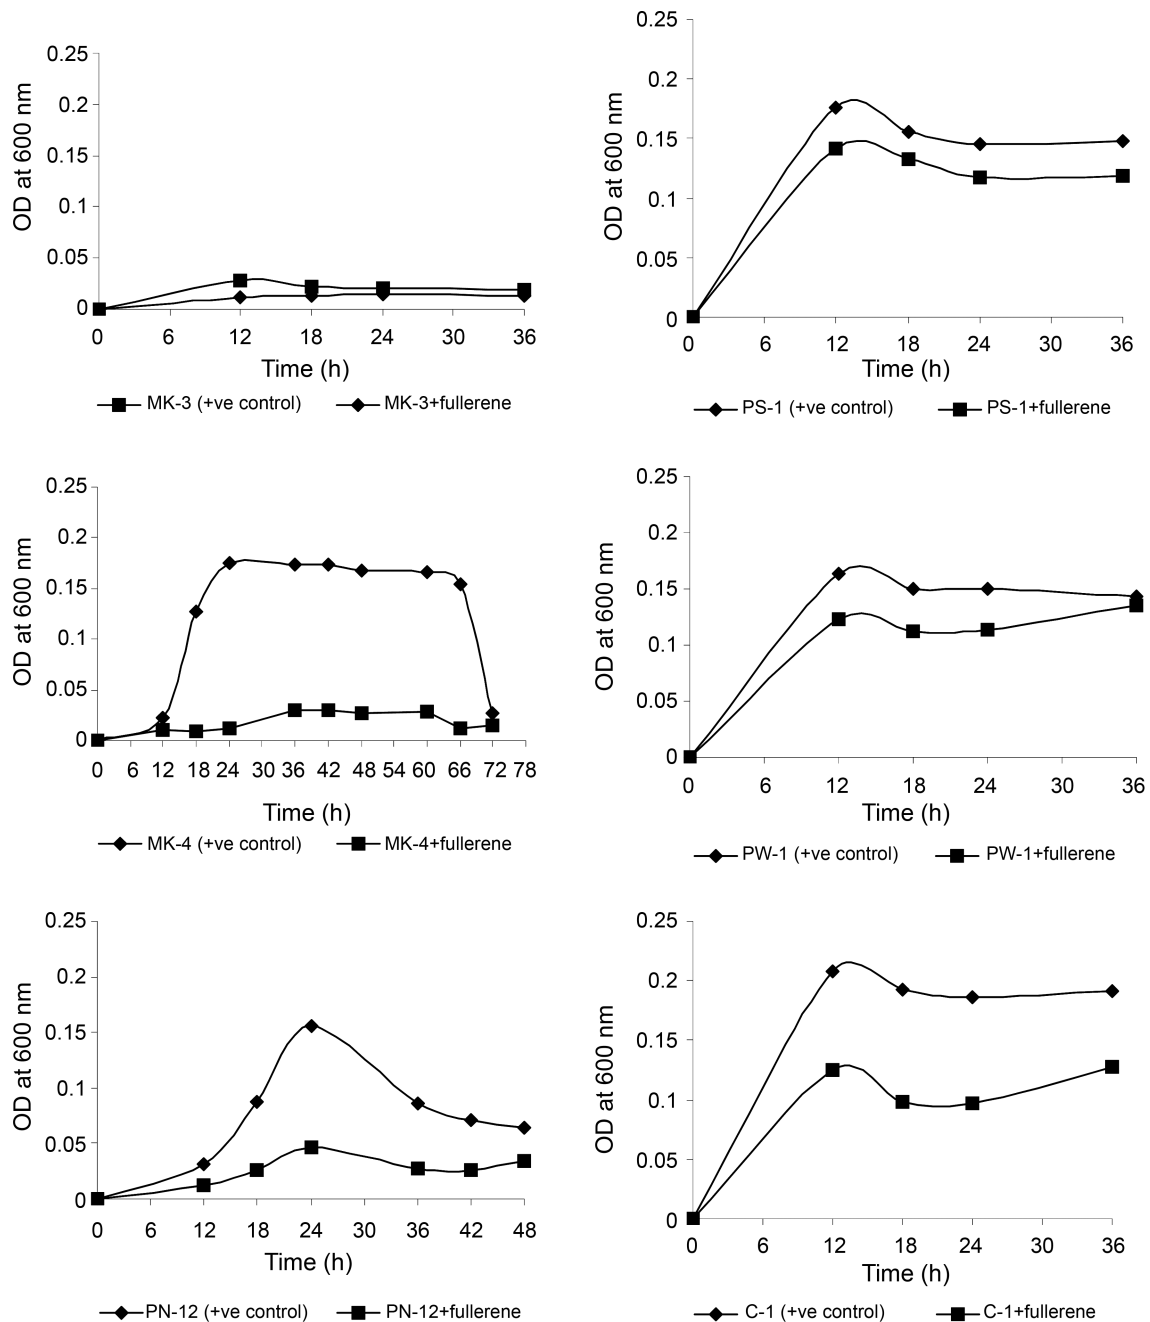 0.25
0.2
0.15
0.1
0.05
0
OD at 600 nm
0 6 12 18 24 30 36
Time (h)
MK-3 (+ve control) MK-3+fullerene
0.25
0.2
0.15
0.1
0.05
0
OD at 600 nm
0 6 12 18 24 30 36
Time (h)
PS-1 (+ve control) PS-1+fullerene
0.25
0.2
0.15
0.1
0.05
0
OD at 600 nm
0 6 12 18 24 30 36 42 48 54 60 66 72 78
Time (h)
MK-4 (+ve control) MK-4+fullerene
0.25
0.2
0.15
0.1
0.05
0
OD at 600 nm
0 6 12 18 24 30 36
Time (h)
PW-1 (+ve control) PW-1+fullerene
0.25
0.2
0.15
0.1
0.05
0
OD at 600 nm
0 6 12 18 24 30 36 42 48
Time (h)
PN-12 (+ve control) PN-12+fullerene
0.25
0.2
0.15
0.1
0.05
0
OD at 600 nm
0 6 12 18 24 30 36
Time (h)
C-1 (+ve control) C-1+fullerene